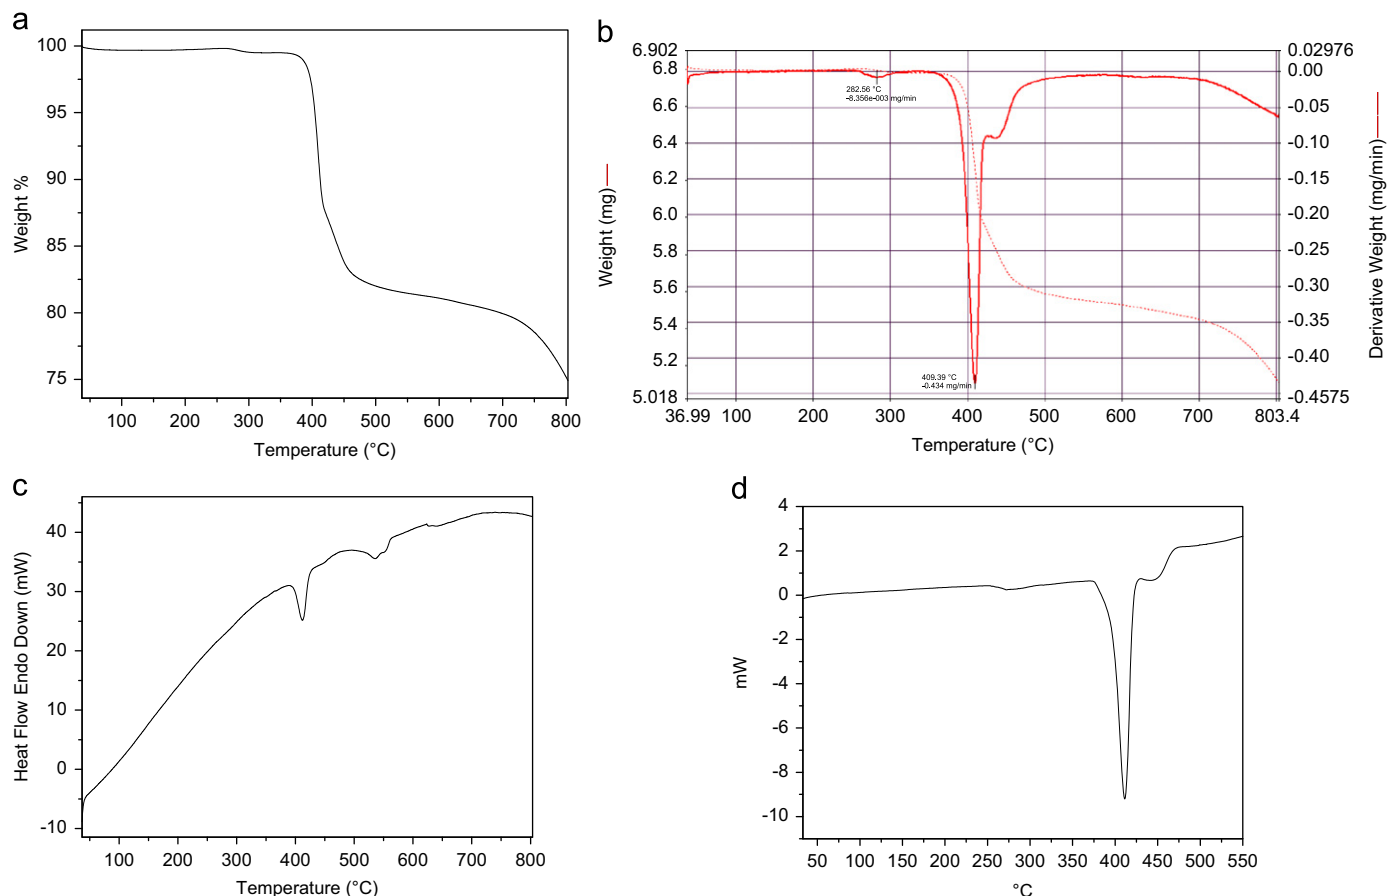 a
100
95
90
85
80
75
Weight %
100 200 300 400 500 600 700 800
Temperature (°C)
b
6.902
6.8
6.6
6.4
6.2
6.0
5.8
5.6
5.4
5.2
5.018
Weight (mg)
282.56 °C
-8.356e-003 mg/min
409.39 °C
-0.434 mg/min
0.02976
0.00
-0.05
-0.10
-0.15
-0.20
-0.25
-0.30
-0.35
-0.40
-0.4575
Derivative Weight (mg/min)
36.99 100 200 300 400 500 600 700 803.4
Temperature (°C)
c
40
30
20
10
0
-10
Heat Flow Endo Down (mW)
100 200 300 400 500 600 700 800
Temperature (°C)
d
4
2
0
-2
-4
-6
-8
-10
mW
50 100 150 200 250 300 350 400 450 500 550
°C